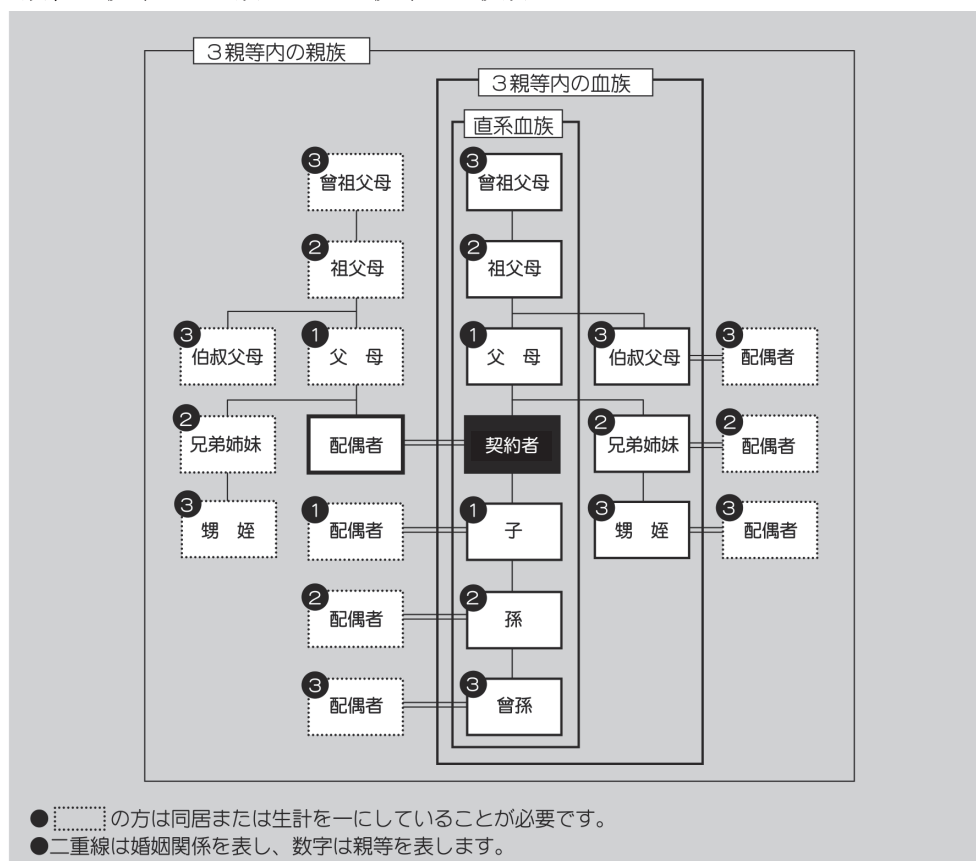 ３親等内の親族
３親等内の血族
直系血族
3 曾祖父母
3 曾祖父母
2 祖父母
2 祖父母
3 伯叔父母
1 父　母
1 父　母
3 伯叔父母
3 配偶者
2 兄弟姉妹
配偶者
契約者
2 兄弟姉妹
2 配偶者
3 甥　姪
1 配偶者
1 子
3 甥　姪
3 配偶者
2 配偶者
2 孫
3 配偶者
3 曾孫
●の方は同居または生計を一にしていることが必要です。
●二重線は婚姻関係を表し、数字は親等を表します。